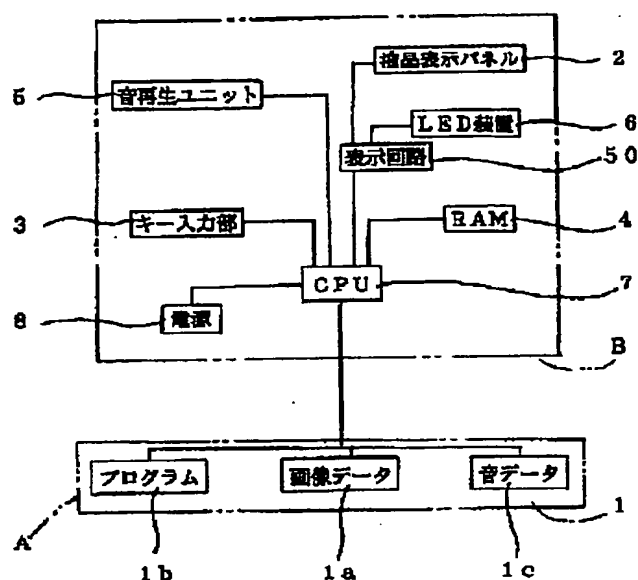 液晶表示パネル
2
5
音再生ユニット
LED装置
6
表示回路
50
3
キー入力部
RAM
4
CPU
7
8
電源
B
プログラム
画像データ
音データ
A
1
1b
1a
1c